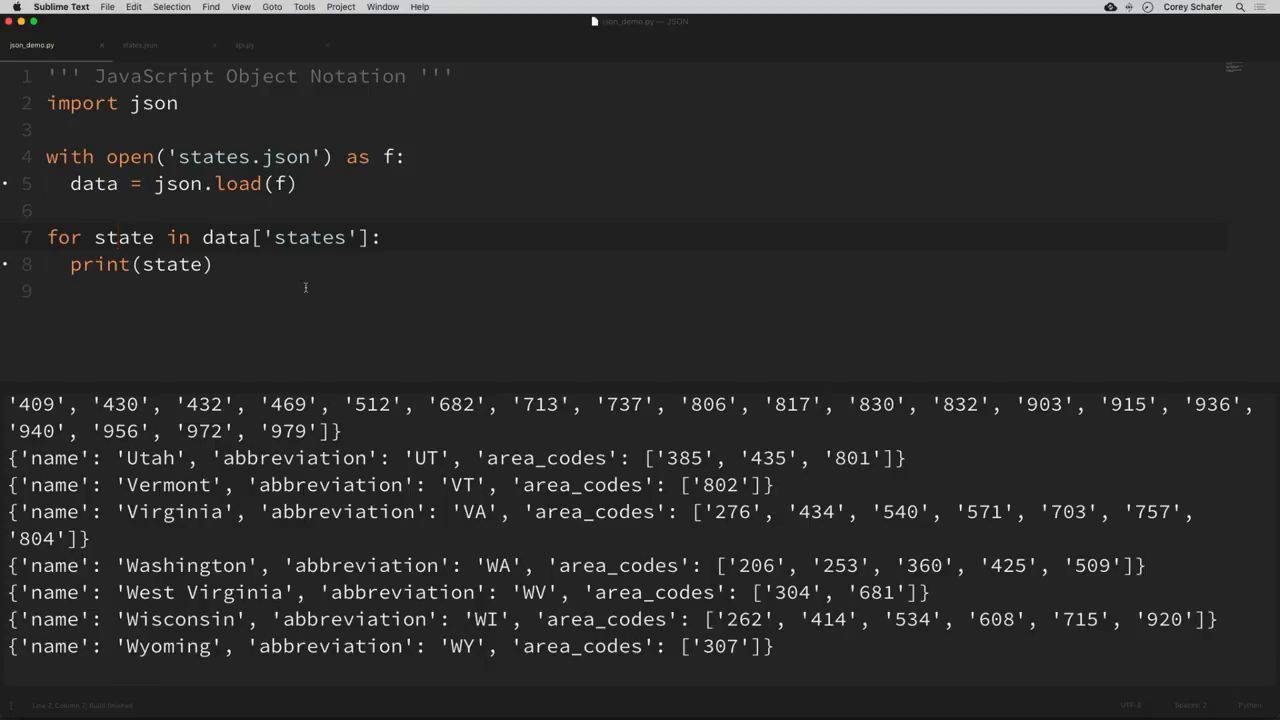 Sublime Text File Edit Selection Find View Goto Tools Project Window Help Corey Schafer
json_demo.py — JSON
json_demo.py states.json api.py
1 ''' JavaScript Object Notation '''
2 import json
3
4 with open('states.json') as f:
5 data = json.load(f)
6
7 for state in data['states']:
8 print(state)
9
'409', '430', '432', '469', '512', '682', '713', '737', '806', '817', '830', '832', '903', '915', '936',
'940', '956', '972', '979']}
{'name': 'Utah', 'abbreviation': 'UT', 'area_codes': ['385', '435', '801']}
{'name': 'Vermont', 'abbreviation': 'VT', 'area_codes': ['802']}
{'name': 'Virginia', 'abbreviation': 'VA', 'area_codes': ['276', '434', '540', '571', '703', '757',
'804']}
{'name': 'Washington', 'abbreviation': 'WA', 'area_codes': ['206', '253', '360', '425', '509']}
{'name': 'West Virginia', 'abbreviation': 'WV', 'area_codes': ['304', '681']}
{'name': 'Wisconsin', 'abbreviation': 'WI', 'area_codes': ['262', '414', '534', '608', '715', '920']}
{'name': 'Wyoming', 'abbreviation': 'WY', 'area_codes': ['307']}
Line 7, Column 7; Build finished UTF-8 Spaces: 2 Python